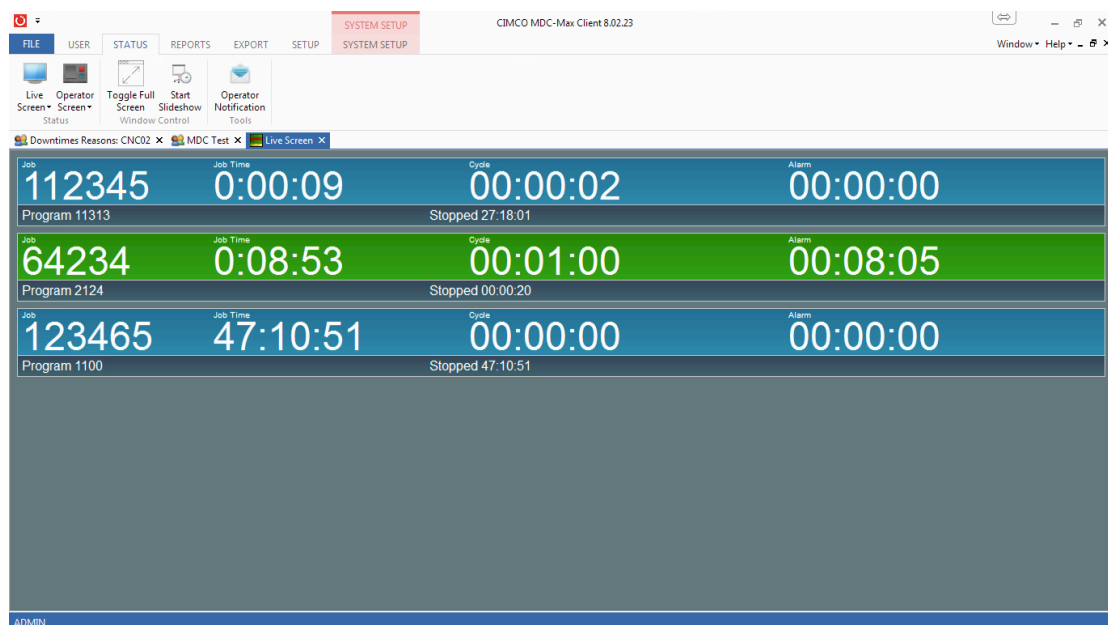 SYSTEM SETUP
CIMCO MDC-Max Client 8.02.23
FILE USER STATUS REPORTS EXPORT SETUP SYSTEM SETUP
Window Help
Live Screen
Operator Screen
Toggle Full Screen
Start Slideshow
Operator Notification
Status Window Control Tools
Downtimes Reasons: CNC02 MDC Test Live Screen
Job Job Time Cycle Alarm
112345 0:00:09 00:00:02 00:00:00
Program 11313 Stopped 27:18:01
Job Job Time Cycle Alarm
64234 0:08:53 00:01:00 00:08:05
Program 2124 Stopped 00:00:20
Job Job Time Cycle Alarm
123465 47:10:51 00:00:00 00:00:00
Program 1100 Stopped 47:10:51
ADMIN